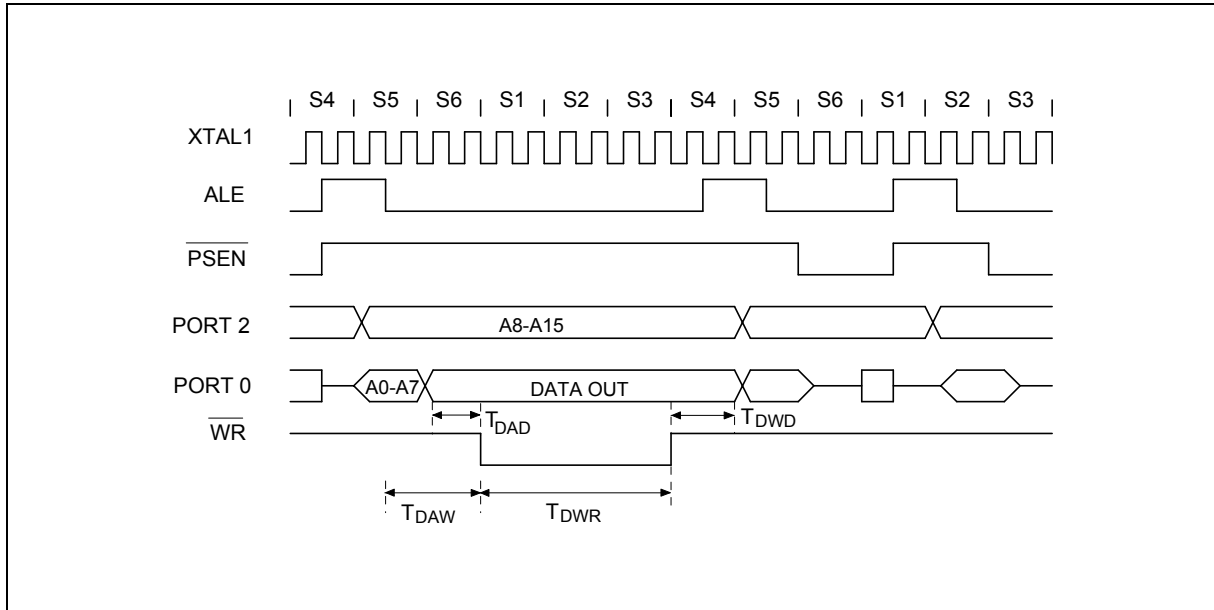 | S4 | S5 | S6 | S1 | S2 | S3 | S4 | S5 | S6 | S1 | S2 | S3 |
XTAL1
ALE
PSEN
PORT 2 A8-A15
PORT 0 A0-A7 DATA OUT
TDAD TDWD
WR
TDAW TDWR